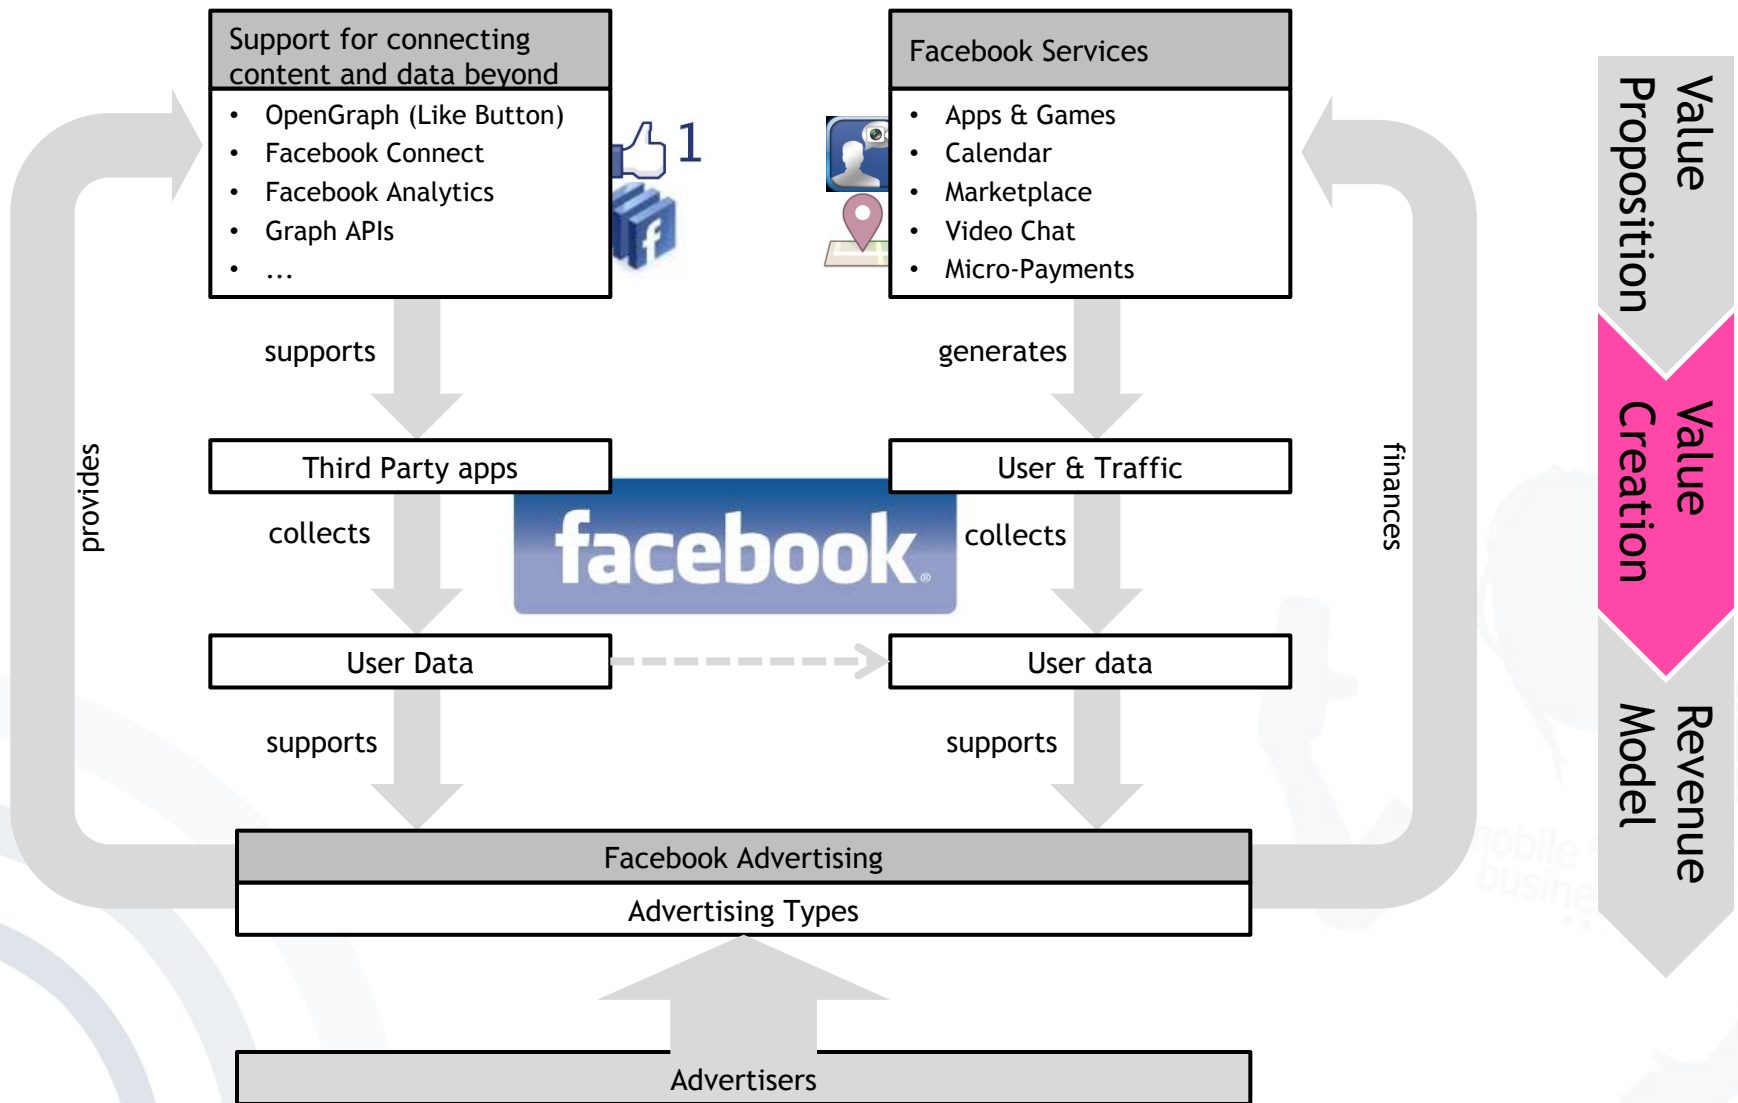 Support for connecting
content and data beyond
• OpenGraph (Like Button)
• Facebook Connect
• Facebook Analytics
• Graph APIs
• ...
1
f
Facebook Services
• Apps & Games
• Calendar
• Marketplace
• Video Chat
• Micro-Payments
supports
generates
Third Party apps
User & Traffic
provides
finances
collects
facebook®
collects
User Data
User data
supports
supports
Facebook Advertising
Advertising Types
Advertisers
Value
Proposition
Value
Creation
Revenue
Model
mobile
busine